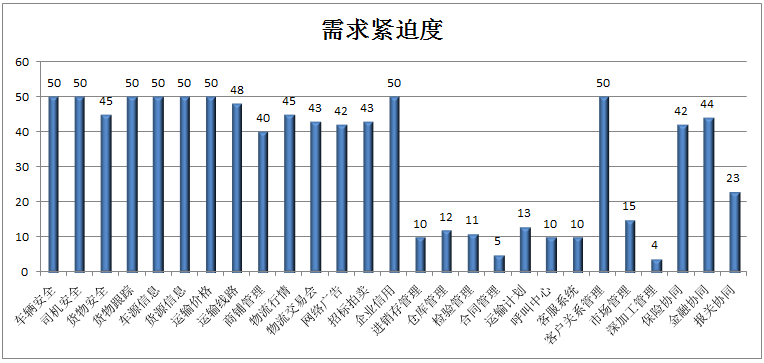 需求紧迫度
60
50
40
30
20
10
0
50
50
45
50
50
50
50
48
40
45
43
42
43
50
10
12
11
5
13
10
10
50
15
4
42
44
23
车辆安全
司机安全
货物安全
货物跟踪
车源信息
货源信息
运输价格
运输线路
商铺管理
物流行情
物流交易会
网络广告
招标拍卖
企业信用
进销存管理
仓库管理
检验管理
合同管理
运输计划
呼叫中心
客服系统
客户关系管理
市场管理
深加工管理
保险协同
金融协同
报关协同